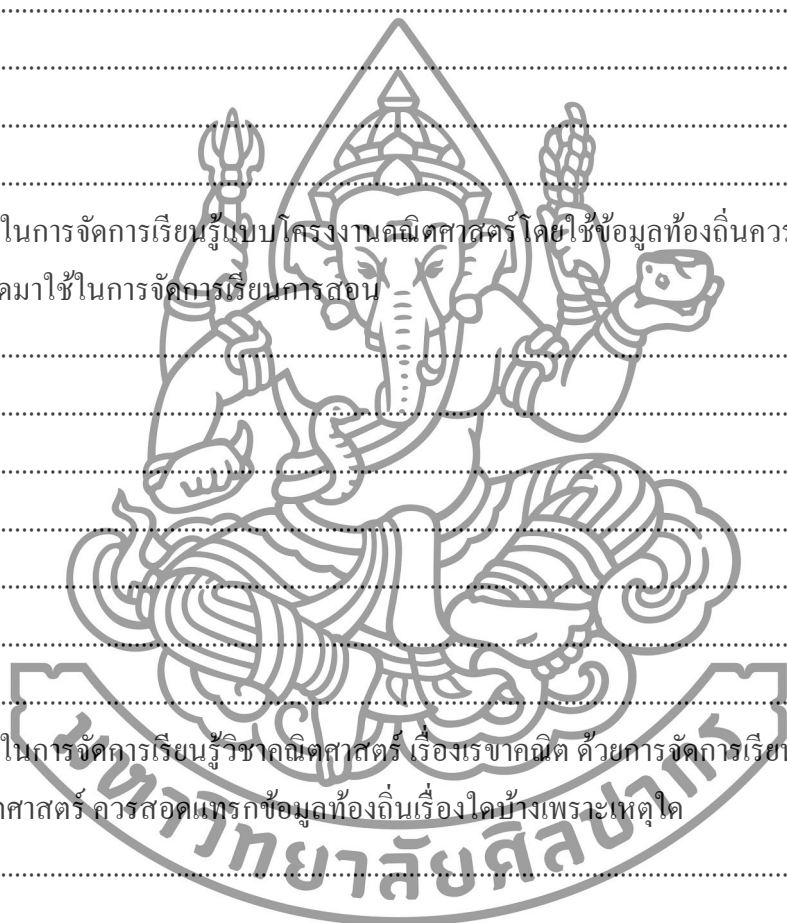 ในการจัดการเรียนรู้แบบโครงงานคณิตศาสตร์โดยใช้ข้อมูลท้องถิ่นควร
ดมาใช้ในการจัดการเรียนการสอน
ในการจัดการเรียนรู้วิชาคณิตศาสตร์ เรื่องเรขาคณิต ด้วยการจัดการเรียน
ศาสตร์ ควรสอดแทรกข้อมูลท้องถิ่นเรื่องใดบ้างเพราะเหตุใด
มหาวิทยาลัยศิลปากร